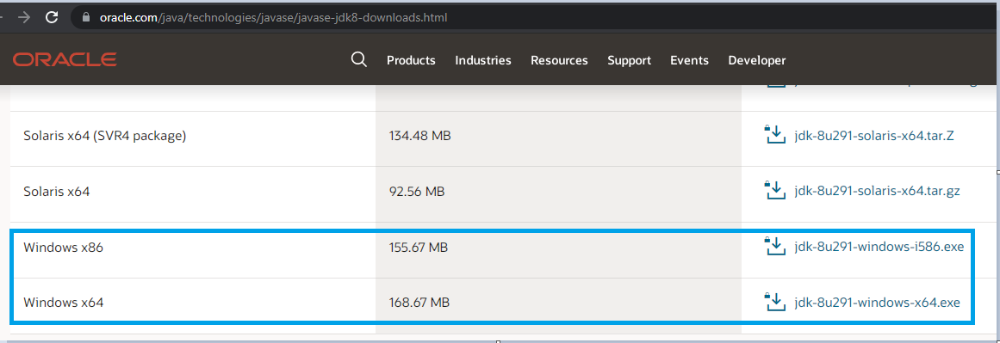 oracle.com/java/technologies/javase/javase-jdk8-downloads.html
ORACLE Products Industries Resources Support Events Developer
Solaris x64 (SVR4 package) 134.48 MB jdk-8u291-solaris-x64.tar.Z
Solaris x64 92.56 MB jdk-8u291-solaris-x64.tar.gz
Windows x86 155.67 MB jdk-8u291-windows-i586.exe
Windows x64 168.67 MB jdk-8u291-windows-x64.exe